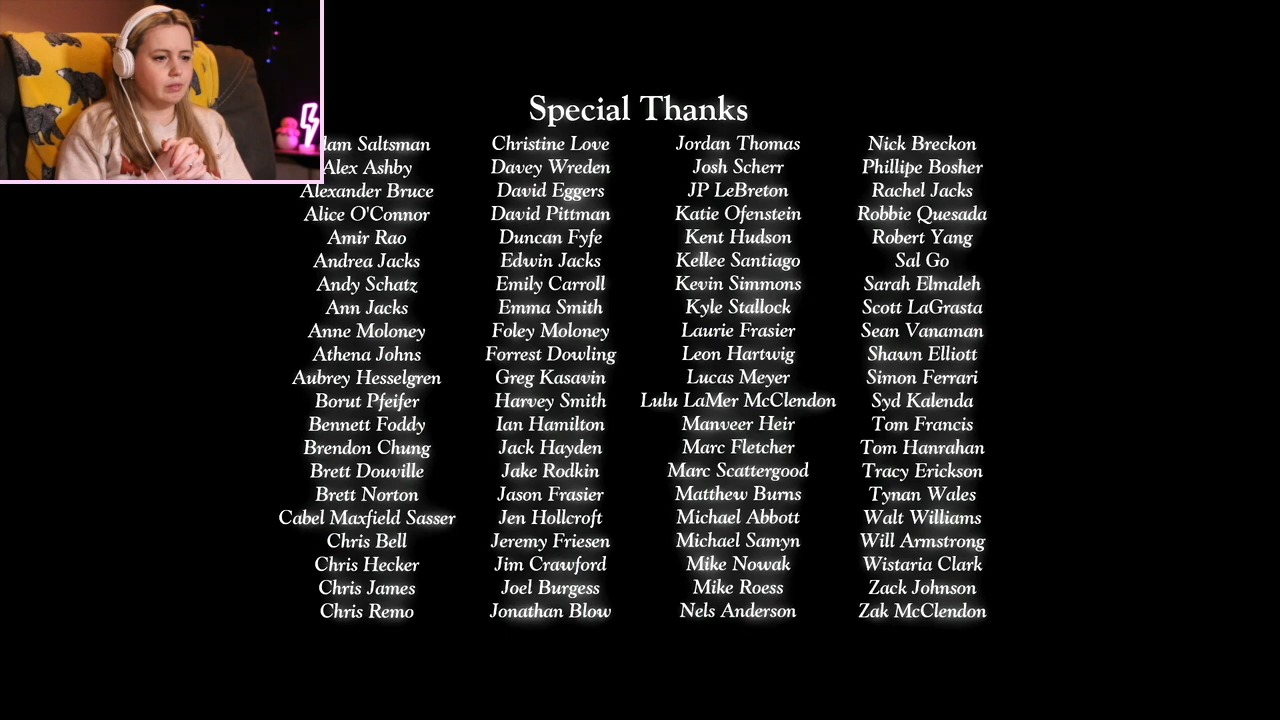 Special Thanks
Saltsman
Alex Ashby
Alexander Bruce
Alice O'Connor
Amir Rao
Andrea Jacks
Andy Schatz
Ann Jacks
Anne Moloney
Athena Johns
Aubrey Hesselgren
Borut Pfeifer
Bennett Foddy
Brendon Chung
Brett Douville
Brett Norton
Cabel Maxfield Sasser
Chris Bell
Chris Hecker
Chris James
Chris Remo
Christine Love
Davey Wreden
David Eggers
David Pittman
Duncan Fyfe
Edwin Jacks
Emily Carroll
Emma Smith
Foley Moloney
Forrest Dowling
Greg Kasavin
Harvey Smith
Ian Hamilton
Jack Hayden
Jake Rodkin
Jason Frasier
Jen Hollcroft
Jeremy Friesen
Jim Crawford
Joel Burgess
Jonathan Blow
Jordan Thomas
Josh Scherr
JP LeBreton
Katie Ofenstein
Kent Hudson
Kellee Santiago
Kevin Simmons
Kyle Stallock
Laurie Frasier
Leon Hartwig
Lucas Meyer
Lulu LaMer McClendon
Manveer Heir
Marc Fletcher
Marc Scattergood
Matthew Burns
Michael Abbott
Michael Samyn
Mike Nowak
Mike Roess
Nels Anderson
Nick Breckon
Phillipe Bosher
Rachel Jacks
Robbie Quesada
Robert Yang
Sal Go
Sarah Elmaleh
Scott LaGrasta
Sean Vanaman
Shawn Elliott
Simon Ferrari
Syd Kalenda
Tom Francis
Tom Hanrahan
Tracy Erickson
Tynan Wales
Walt Williams
Will Armstrong
Wistaria Clark
Zack Johnson
Zak McClendon